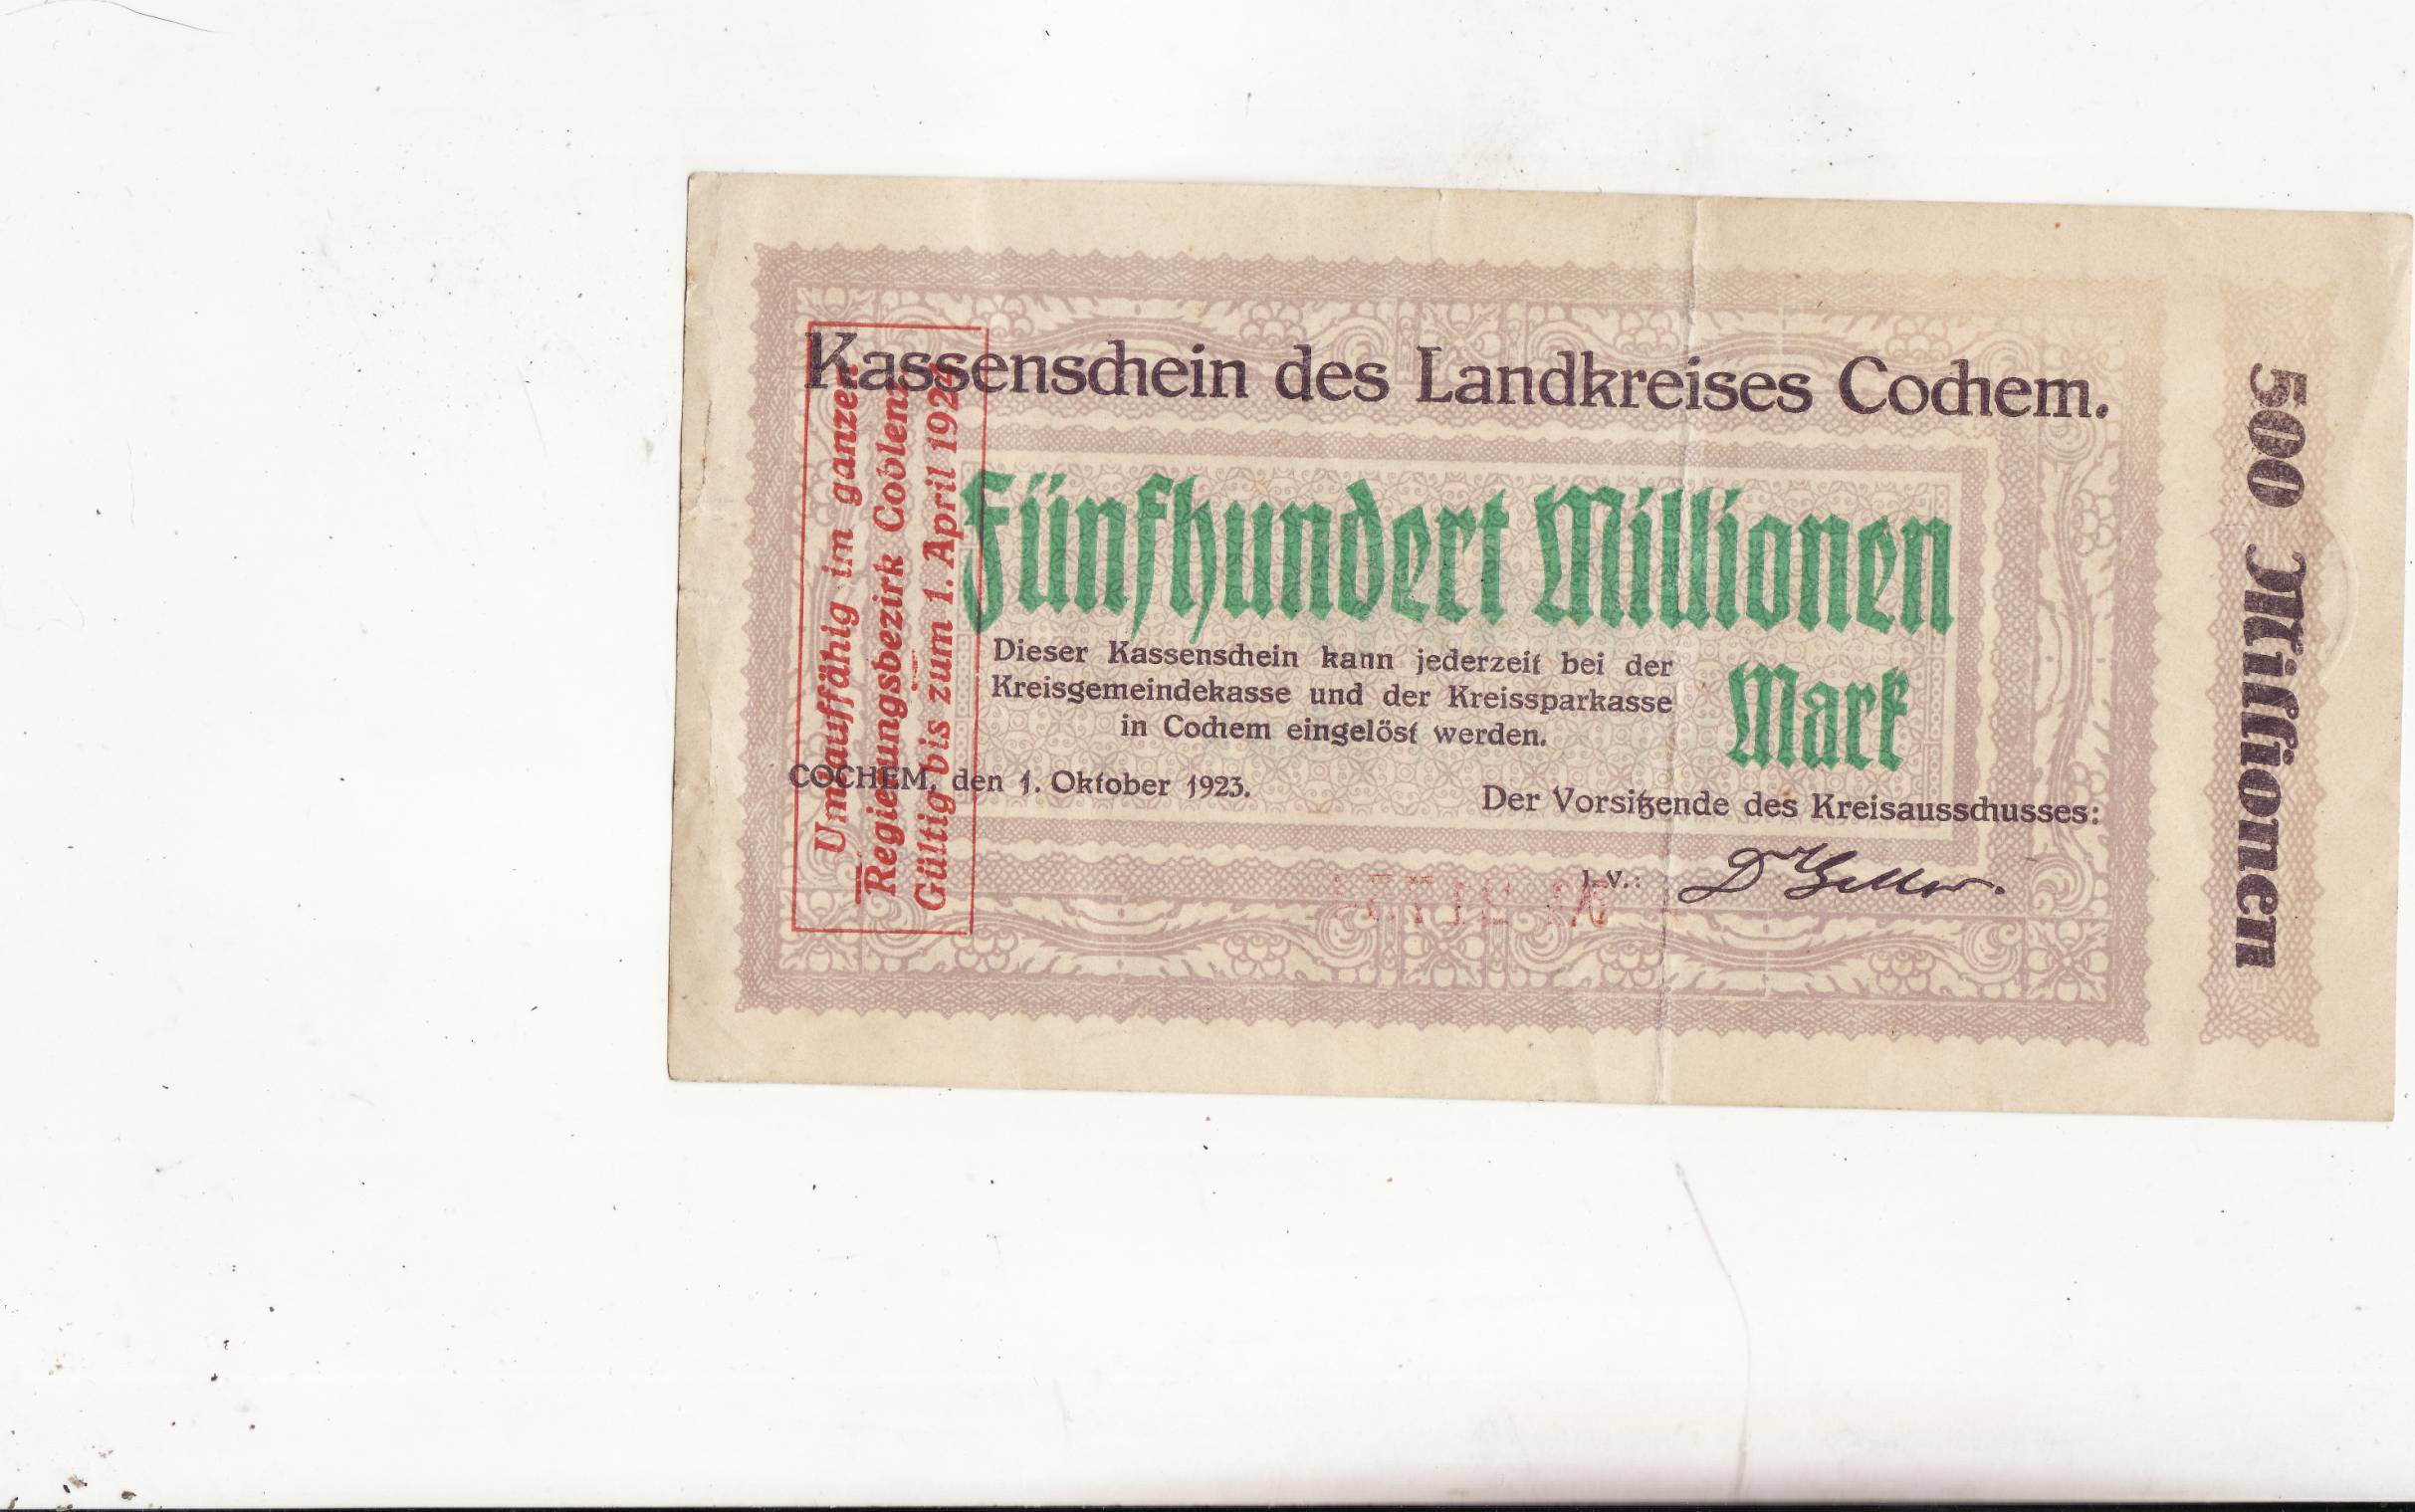 Kassenschein des Landkreises Cochem.
Fünfhundert Millionen
Mark
Dieser Kassenschein kann jederzeit bei der
Kreisgemeindekasse und der Kreissparkasse
in Cochem eingelöst werden.
COCHEM, den 1. Oktober 1923.
Der Vorsitzende des Kreisausschusses:
I. V.:
Umlauffähig im ganzen
Regierungsbezirk Coblenz
Gültig bis zum 1. April
500 Millionen